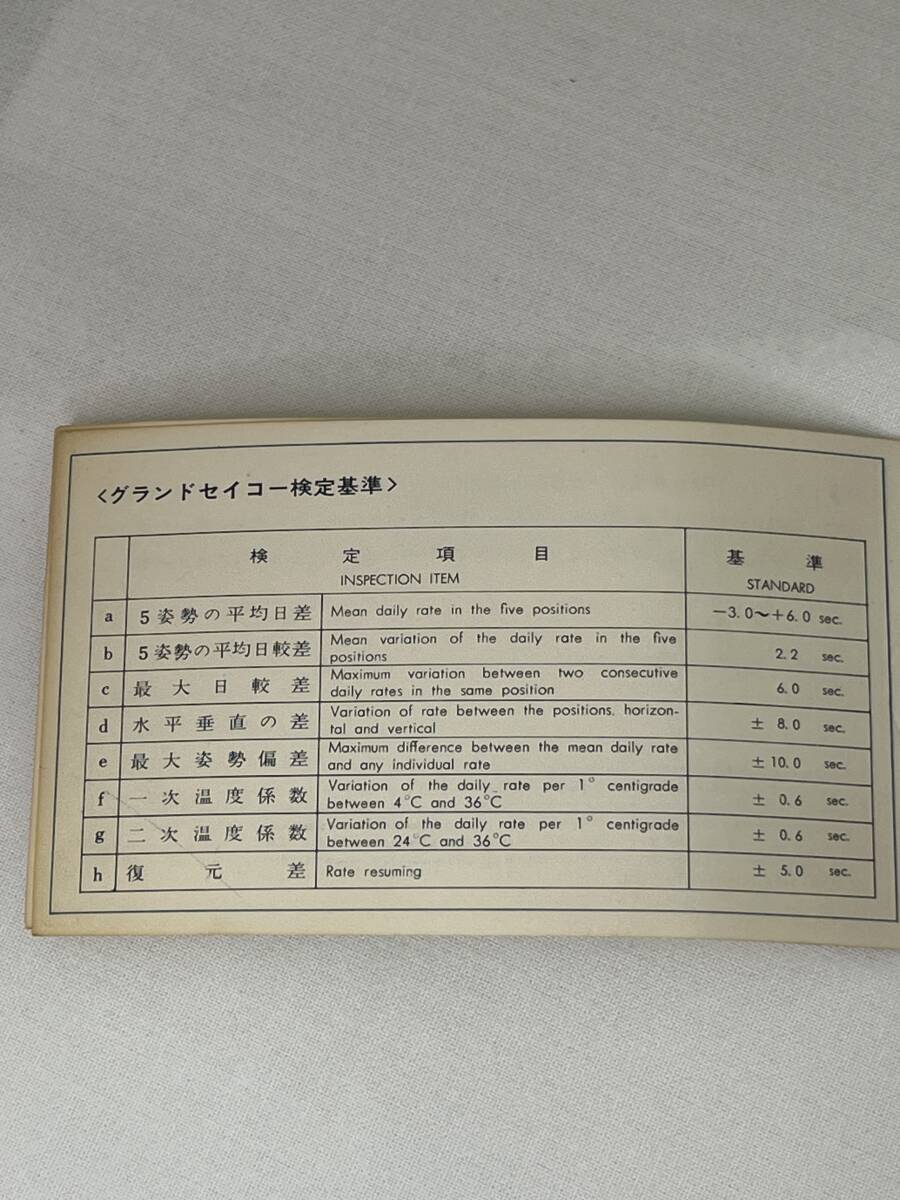 <グランドセイコー検定基準>
検定項目 基準
INSPECTION ITEM STANDARD
a 5姿勢の平均日差 Mean daily rate in the five positions −3.0〜+6.0 sec.
b 5姿勢の平均日較差 Mean variation of the daily rate in the five
positions 2.2 sec.
c 最大日較差 Maximum variation between two consecutive
daily rates in the same position 6.0 sec.
d 水平垂直の差 Variation of rate between the positions. horizon-
tal and vertical ± 8.0 sec.
e 最大姿勢偏差 Maximum difference between the mean daily rate
and any individual rate ± 10.0 sec.
f 一次温度係数 Variation of the daily rate per 1° centigrade
between 4°C and 36°C ± 0.6 sec.
g 二次温度係数 Variation of the daily rate per 1° centigrade
between 24°C and 36°C ± 0.6 sec.
h 復元差 Rate resuming ± 5.0 sec.